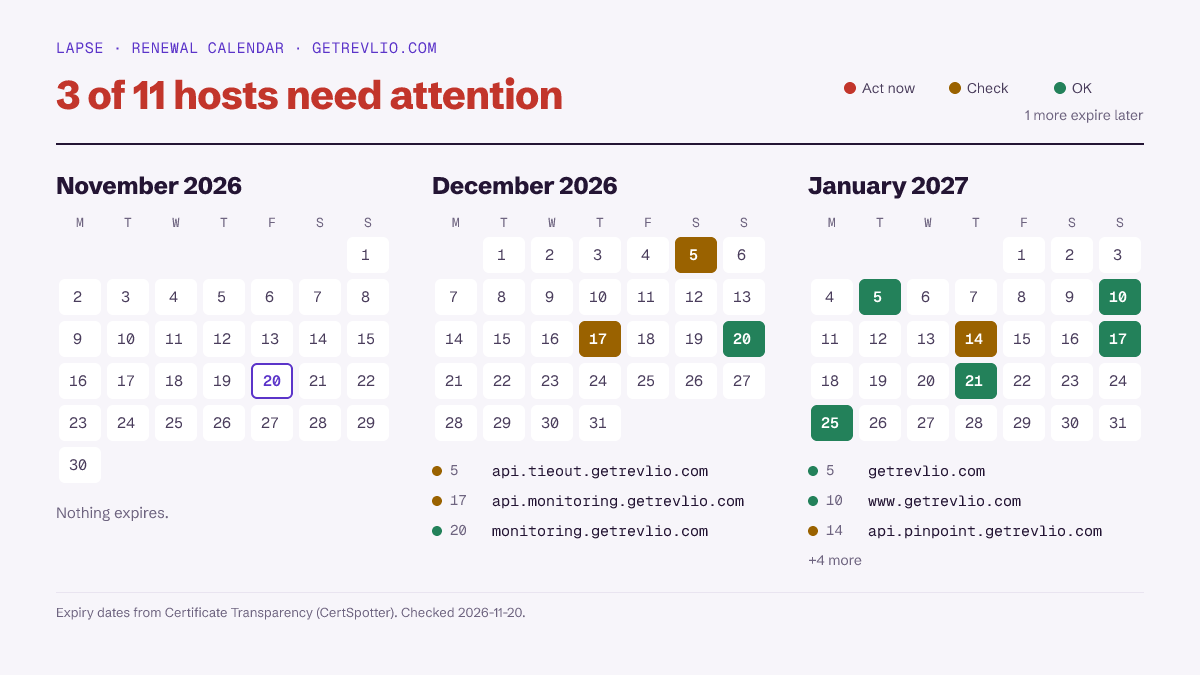 LAPSE · RENEWAL CALENDAR · GETREVLIO.COM
3 of 11 hosts need attention
Act now Check OK
1 more expire later
November 2026
M T W T F S S
1
2 3 4 5 6 7 8
9 10 11 12 13 14 15
16 17 18 19 20 21 22
23 24 25 26 27 28 29
30
Nothing expires.
December 2026
M T W T F S S
1 2 3 4 5 6
7 8 9 10 11 12 13
14 15 16 17 18 19 20
21 22 23 24 25 26 27
28 29 30 31
5 api.tieout.getrevlio.com
17 api.monitoring.getrevlio.com
20 monitoring.getrevlio.com
January 2027
M T W T F S S
1 2 3
4 5 6 7 8 9 10
11 12 13 14 15 16 17
18 19 20 21 22 23 24
25 26 27 28 29 30 31
5 getrevlio.com
10 www.getrevlio.com
14 api.pinpoint.getrevlio.com
+4 more
Expiry dates from Certificate Transparency (CertSpotter). Checked 2026-11-20.